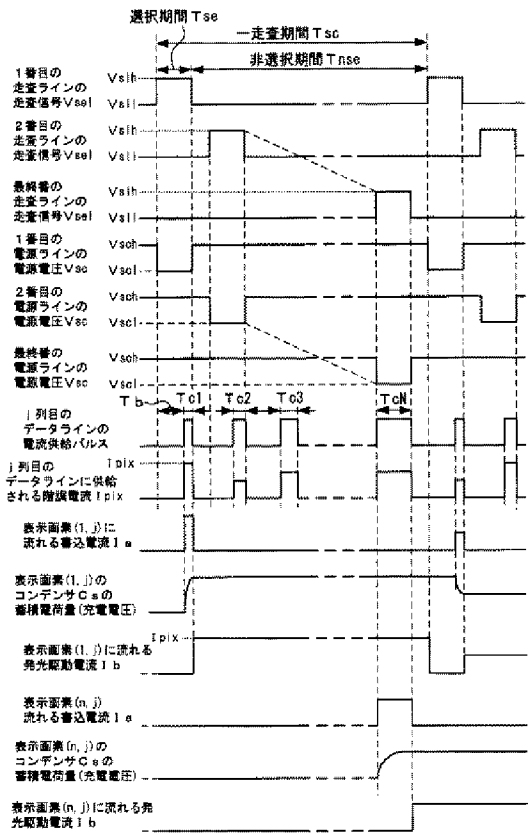 選択期間Tse
一走査期間Tsc
非選択期間Tnse
1番目の
走査ラインの
走査信号Vsel
Vslh
Vsll
2番目の
走査ラインの
走査信号Vsel
Vslh
Vsll
最終番の
走査ラインの
走査信号Vsel
Vslh
Vsll
1番目の
電源ラインの
電源電圧Vsc
Vsch
Vscl
2番目の
電源ラインの
電源電圧Vsc
Vsch
Vscl
最終番の
電源ラインの
電源電圧Vsc
Vsch
Vscl
Tb
Tc1
Tc2
Tc3
TcN
j列目の
データラインの
電流供給パルス
j列目の
データラインに供給
される階調電流Ipix
Ipix
表示画素(1,j)に
流れる書込電流Ia
表示画素(1,j)の
コンデンサCsの
蓄積電荷量(充電電圧)
表示画素(1,j)に流れる
発光駆動電流Ib
Ipix
表示画素(n,j)
流れる書込電流Ia
表示画素(n,j)の
コンデンサCsの
蓄積電荷量(充電電圧)
表示画素(n,j)に流れる発
光駆動電流Ib